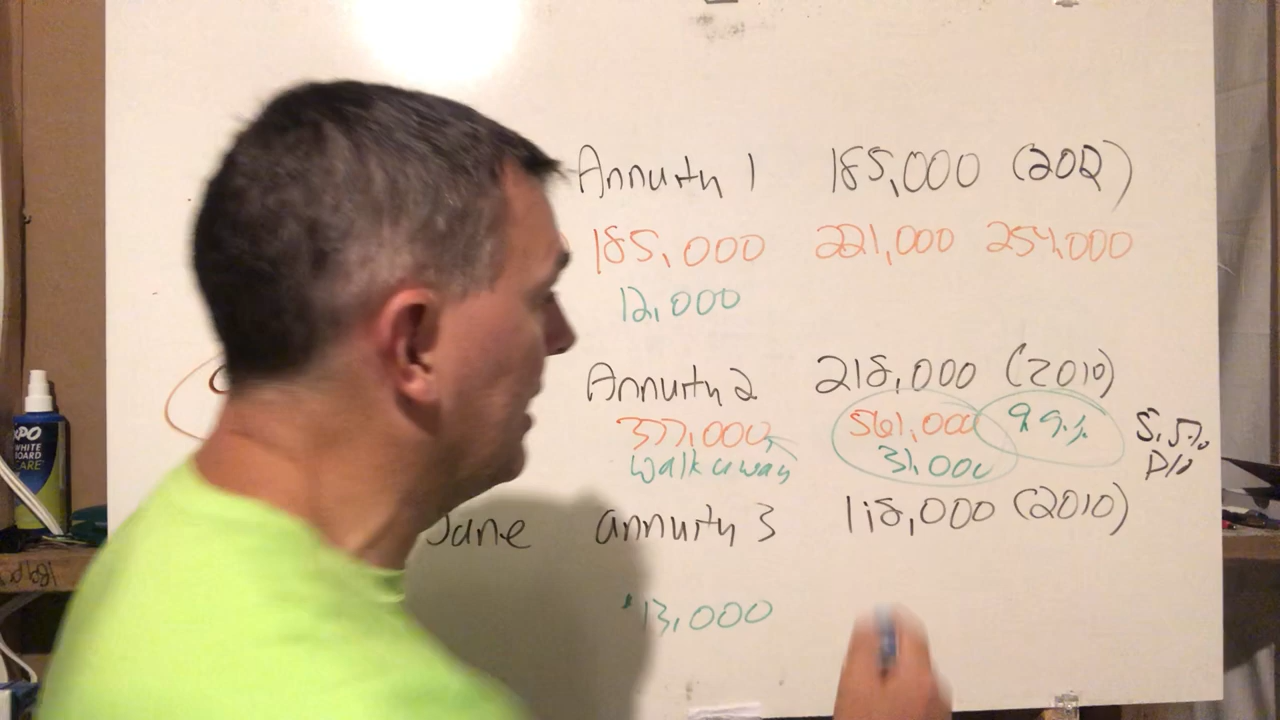 Annuity 1 185,000 (2012)
185,000 221,000 254,000
12,000
Annuity 2 218,000 (2010)
377,000 561,000 9.9%
Walk away 31,000
5.5%
Jane annuity 3 118,000 (2010)
13,000
EXPO
WHITE
BOARD
CARE